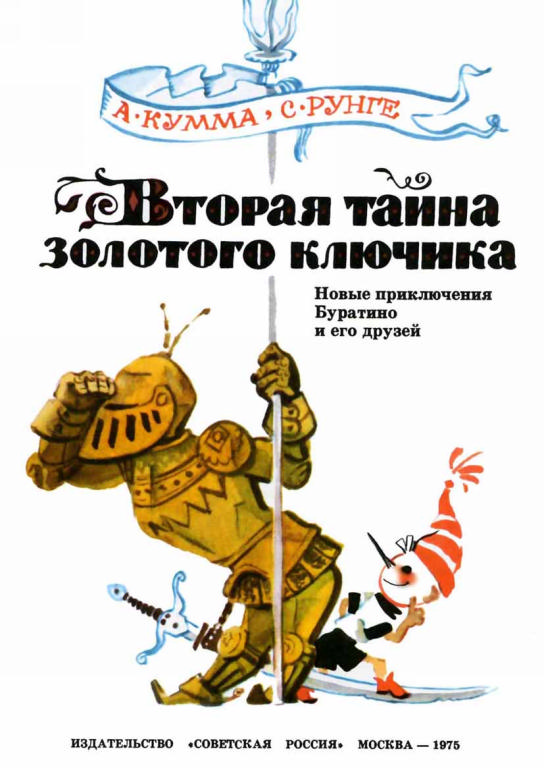 А·КУММА, С·РУНГЕ
Вторая тайна
золотого ключика
Новые приключения
Буратино
и его друзей
ИЗДАТЕЛЬСТВО «СОВЕТСКАЯ РОССИЯ» МОСКВА — 1975